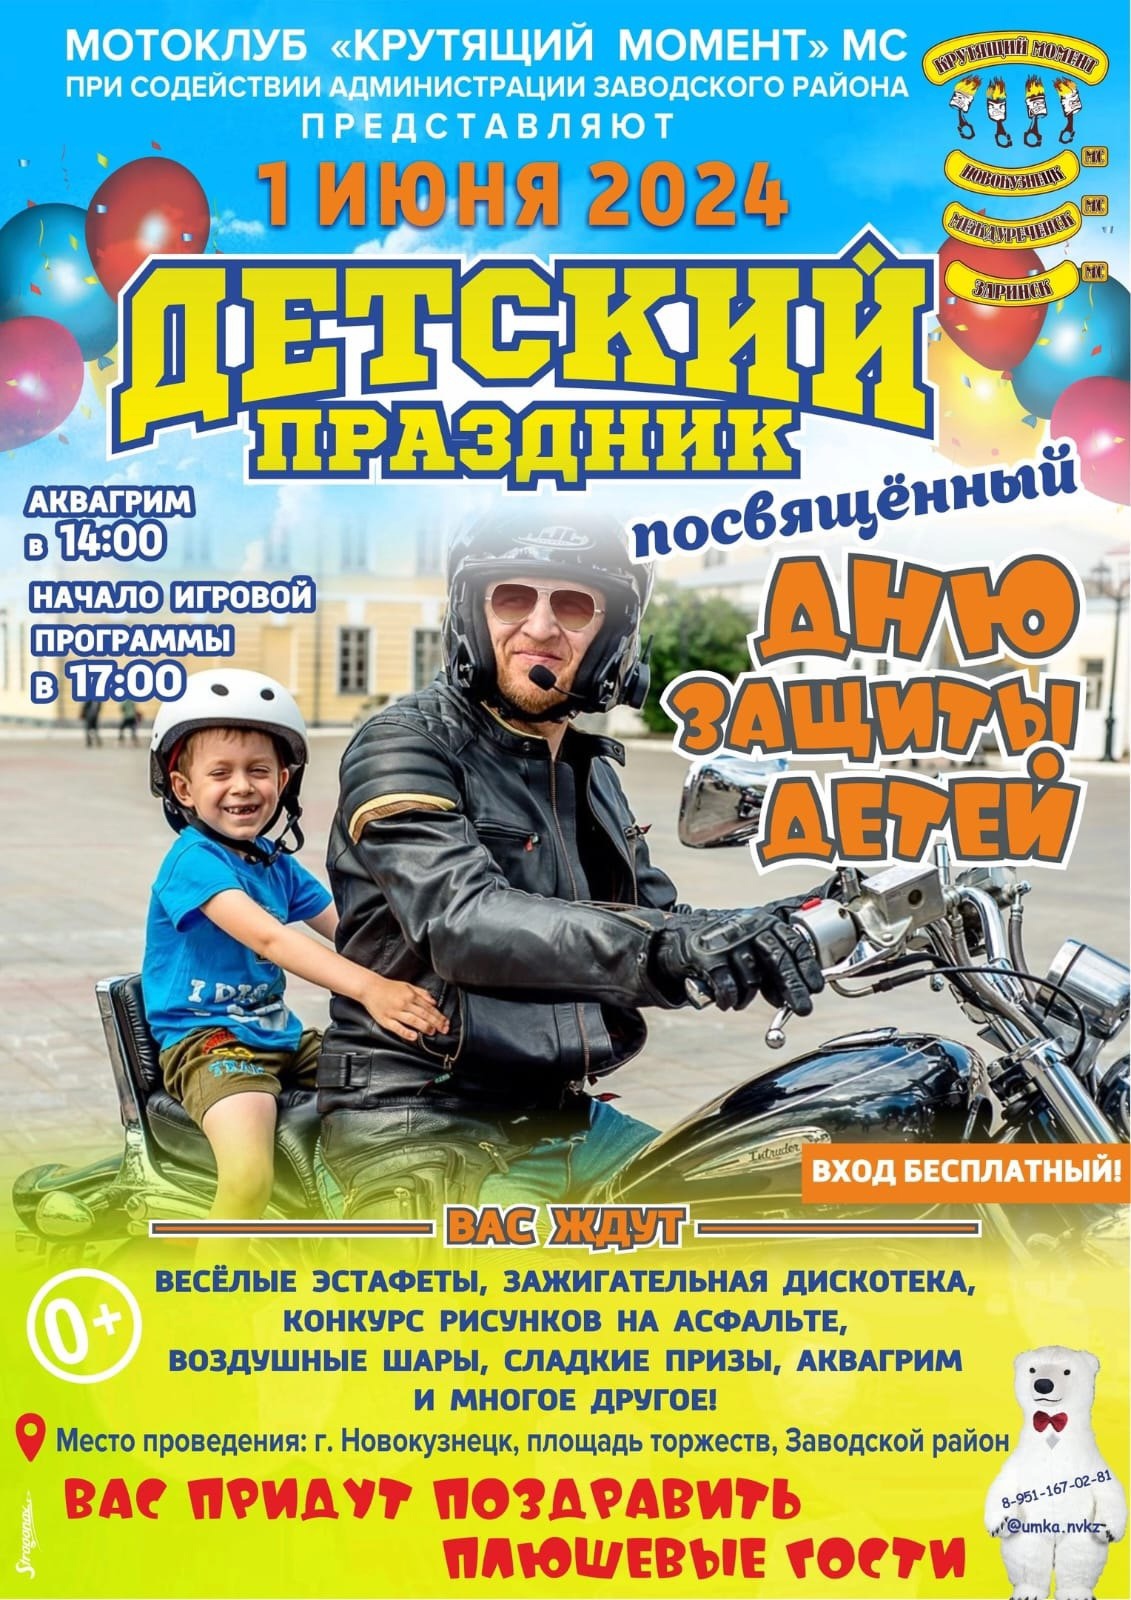 МОТОКЛУБ «КРУТЯЩИЙ МОМЕНТ» МС
ПРИ СОДЕЙСТВИИ АДМИНИСТРАЦИИ ЗАВОДСКОГО РАЙОНА
ПРЕДСТАВЛЯЮТ
КРУТЯЩИЙ МОМЕНТ
НОВОКУЗНЕЦК МС
МЕЖДУРЕЧЕНСК МС
ЗАРИНСК МС
1 ИЮНЯ 2024
ДЕТСКИЙ
ПРАЗДНИК
посвящённый
ДНЮ
ЗАЩИТЫ
ДЕТЕЙ
АКВАГРИМ
в 14:00
НАЧАЛО ИГРОВОЙ
ПРОГРАММЫ
в 17:00
Intruder
ВХОД БЕСПЛАТНЫЙ!
ВАС ЖДУТ
ВЕСЁЛЫЕ ЭСТАФЕТЫ, ЗАЖИГАТЕЛЬНАЯ ДИСКОТЕКА,
КОНКУРС РИСУНКОВ НА АСФАЛЬТЕ,
ВОЗДУШНЫЕ ШАРЫ, СЛАДКИЕ ПРИЗЫ, АКВАГРИМ
И МНОГОЕ ДРУГОЕ!
0+
Место проведения: г. Новокузнецк, площадь торжеств, Заводской район
ВАС ПРИДУТ ПОЗДРАВИТЬ
ПЛЮШЕВЫЕ ГОСТИ
8-951-167-02-81
@umka.nvkz